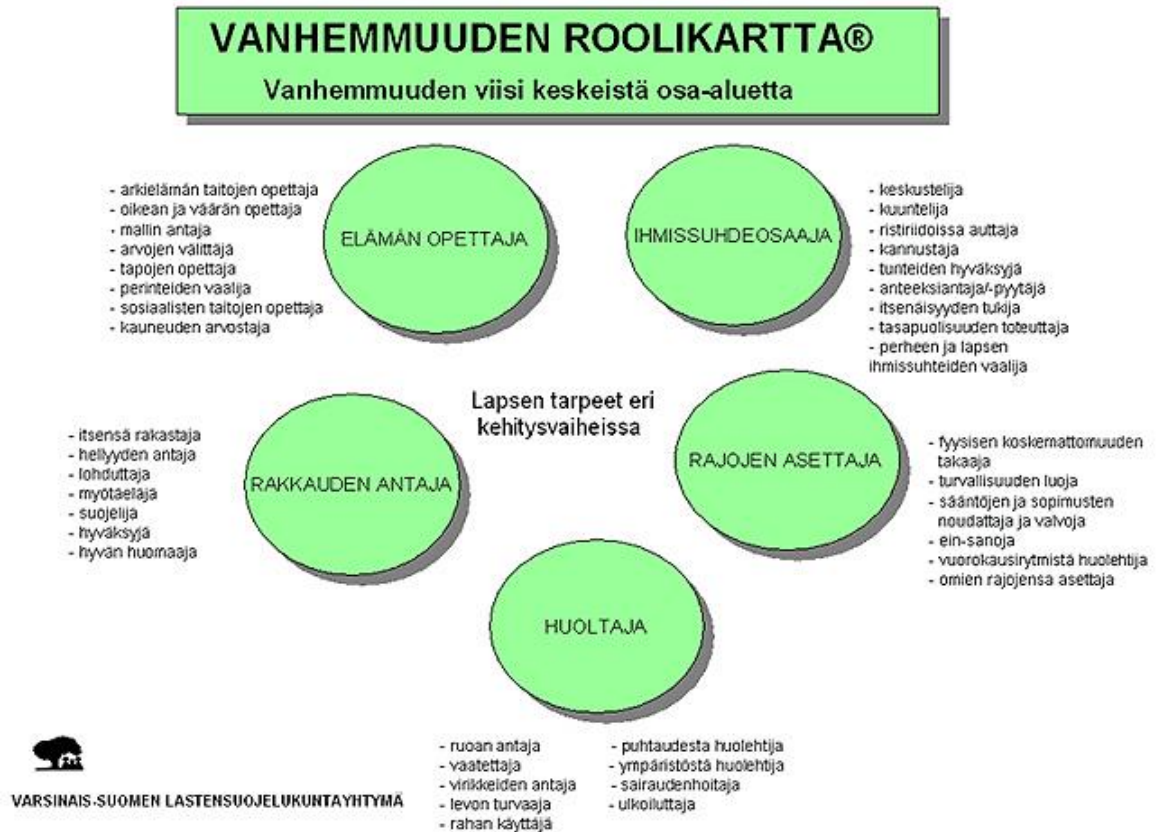 VANHEMMUUDEN ROOLIKARTTA®
Vanhemmuuden viisi keskeistä osa-aluetta
ELÄMÄN OPETTAJA
- arkielämän taitojen opettaja
- oikean ja väärän opettaja
- mallin antaja
- arvojen välittäjä
- tapojen opettaja
- perinteiden vaalija
- sosiaalisten taitojen opettaja
- kauneuden arvostaja
IHMISSUHDEOSAAJA
- keskustelija
- kuuntelija
- ristiriidoissa auttaja
- kannustaja
- tunteiden hyväksyjä
- anteeksiantaja/-pyytäjä
- itsenäisyyden tukija
- tasapuolisuuden toteuttaja
- perheen ja lapsen
ihmissuhteiden vaalija
Lapsen tarpeet eri
kehitysvaiheissa
RAKKAUDEN ANTAJA
- itsensä rakastaja
- hellyyden antaja
- lohduttaja
- myötäeläjä
- suojelija
- hyväksyjä
- hyvän huomaaja
RAJOJEN ASETTAJA
- fyysisen koskemattomuuden
takaaja
- turvallisuuden luoja
- sääntöjen ja sopimusten
noudattaja ja valvoja
- ein-sanoja
- vuorokausirytmistä huolehtija
- omien rajojensa asettaja
HUOLTAJA
- ruoan antaja
- vaatettaja
- virikkeiden antaja
- levon turvaaja
- rahan käyttäjä
- puhtaudesta huolehtija
- ympäristöstä huolehtija
- sairaudenhoitaja
- ulkoiluttaja
VARSINAIS-SUOMEN LASTENSUOJELUKUNTAYHTYMÄ